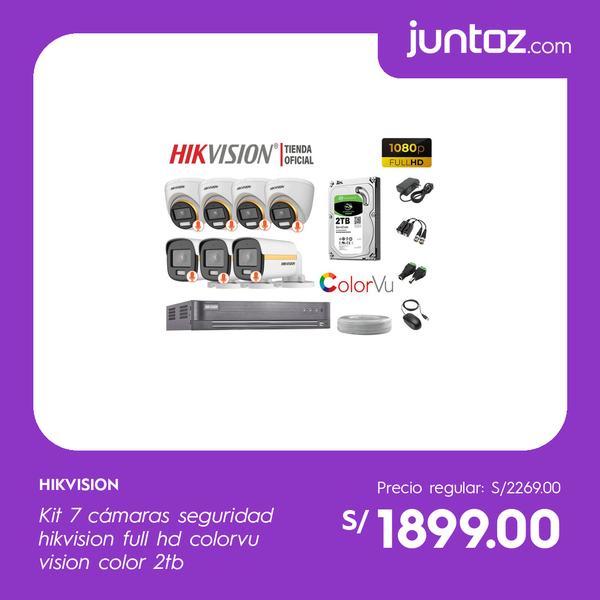 juntoz.com
HIKVISION® TIENDA OFICIAL
1080p
FULL HD
2TB
ColorVu
HIKVISION
Kit 7 cámaras seguridad
hikvision full hd colorvu
vision color 2tb
Precio regular: S/2269.00
S/ 1899.00